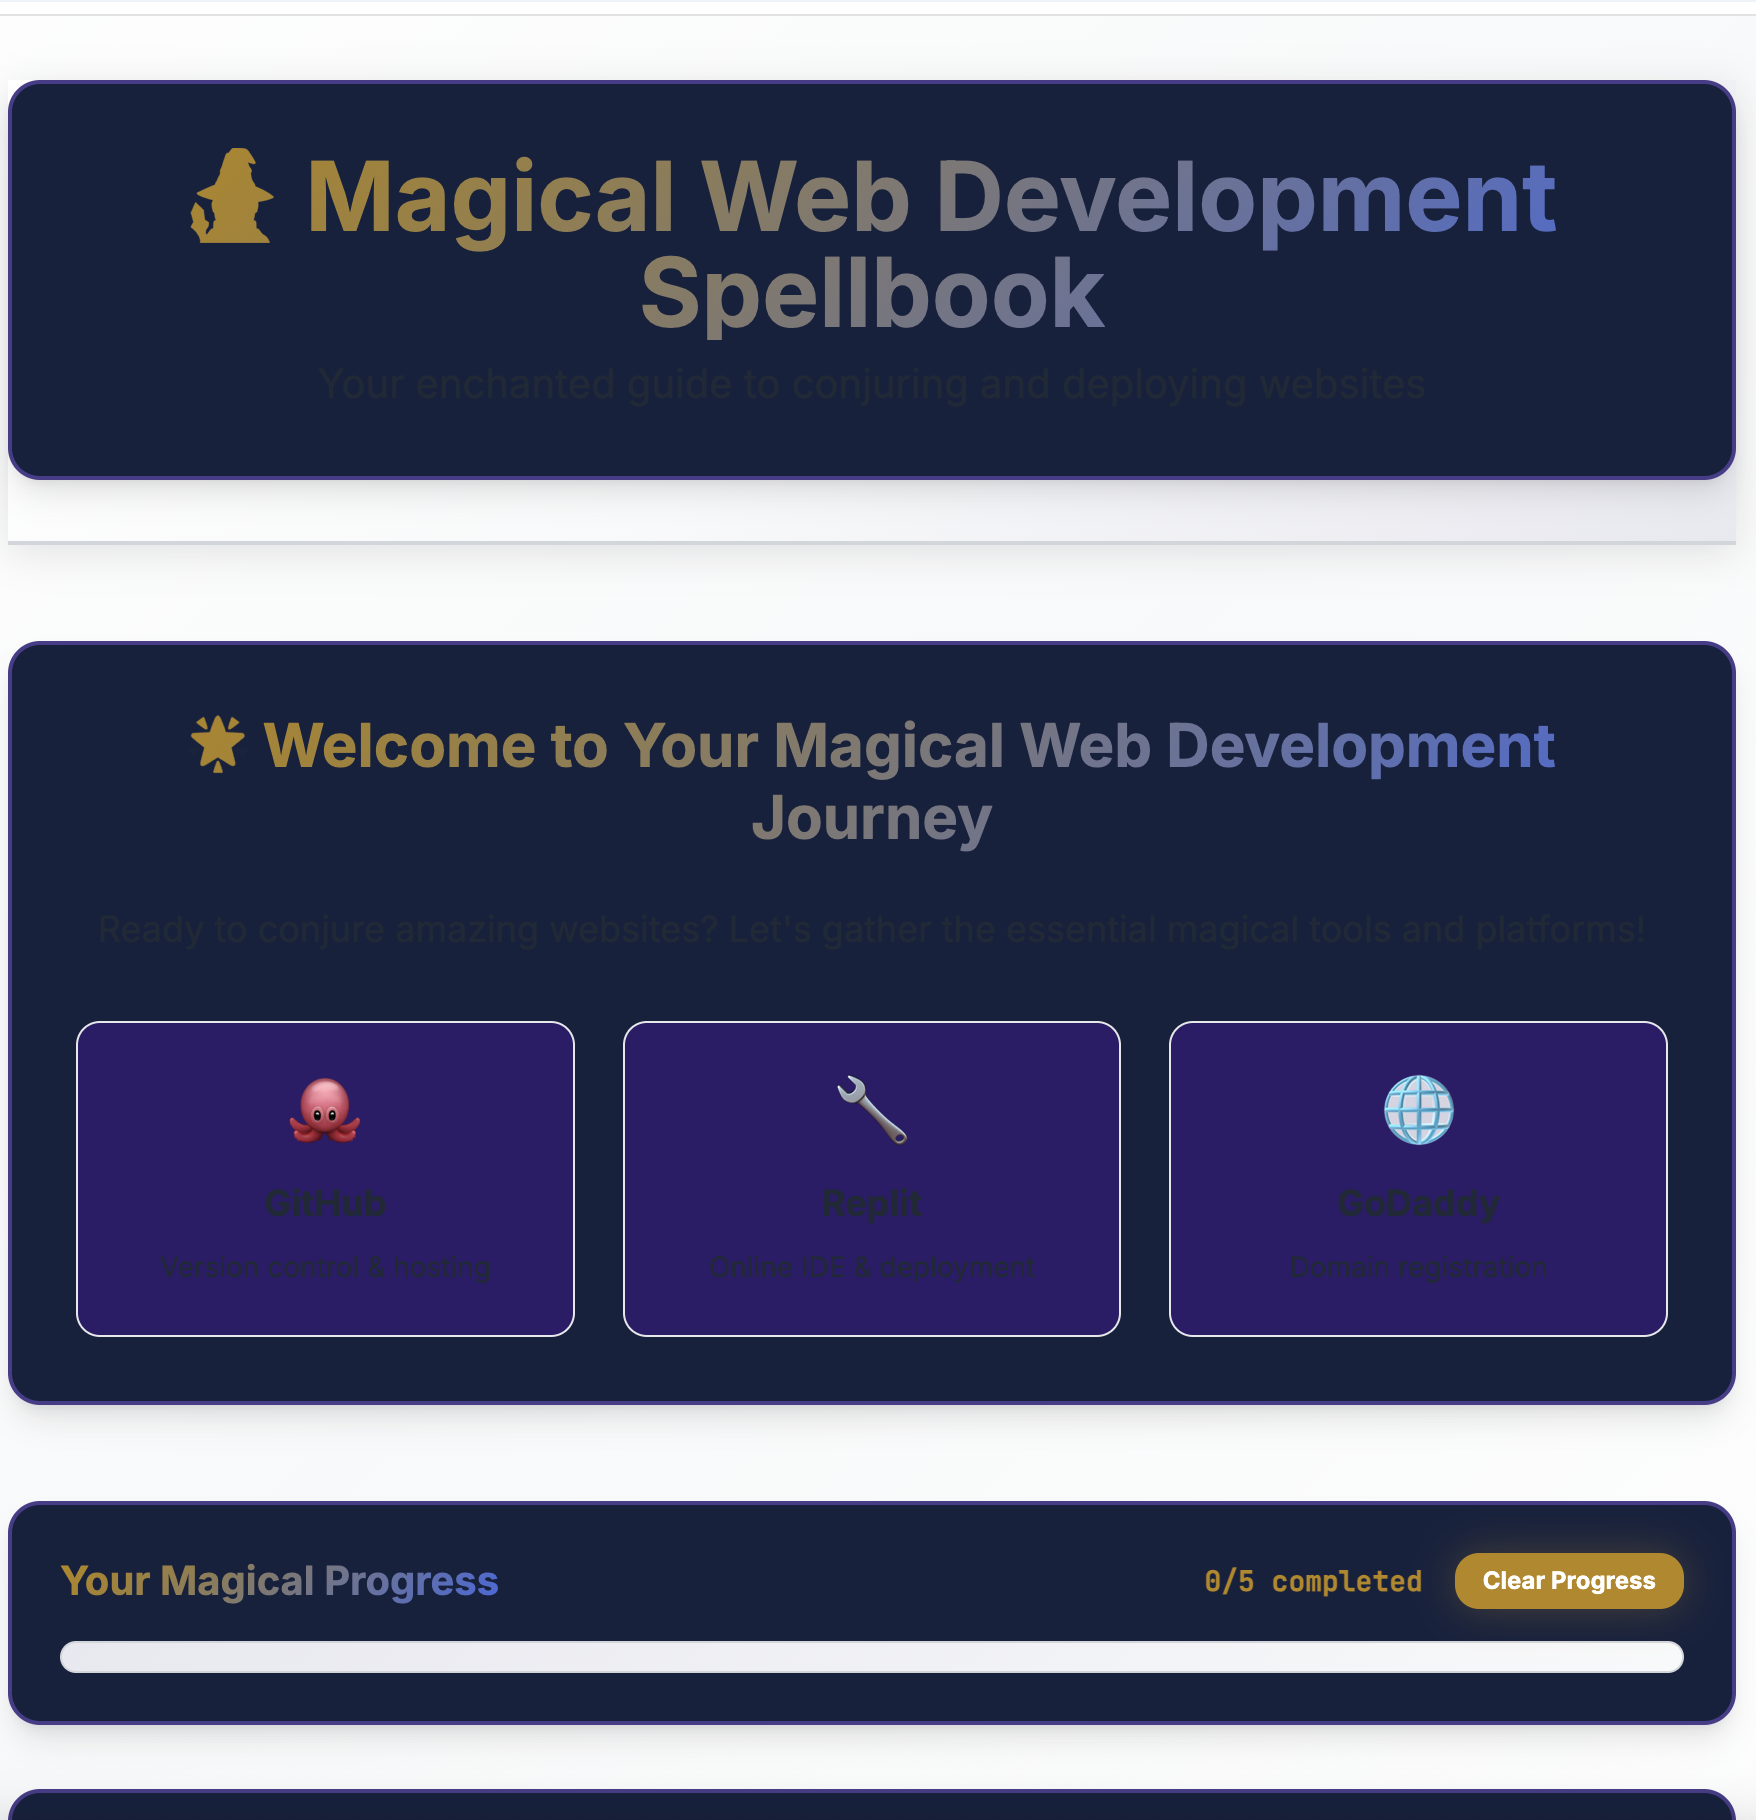 Magical Web Development
Spellbook
Your enchanted guide to conjuring and deploying websites
Welcome to Your Magical Web Development
Journey
Ready to conjure amazing websites? Let's gather the essential magical tools and platforms!
GitHub
Version control & hosting
Replit
Online IDE & deployment
GoDaddy
Domain registration
Your Magical Progress
0/5 completed
Clear Progress